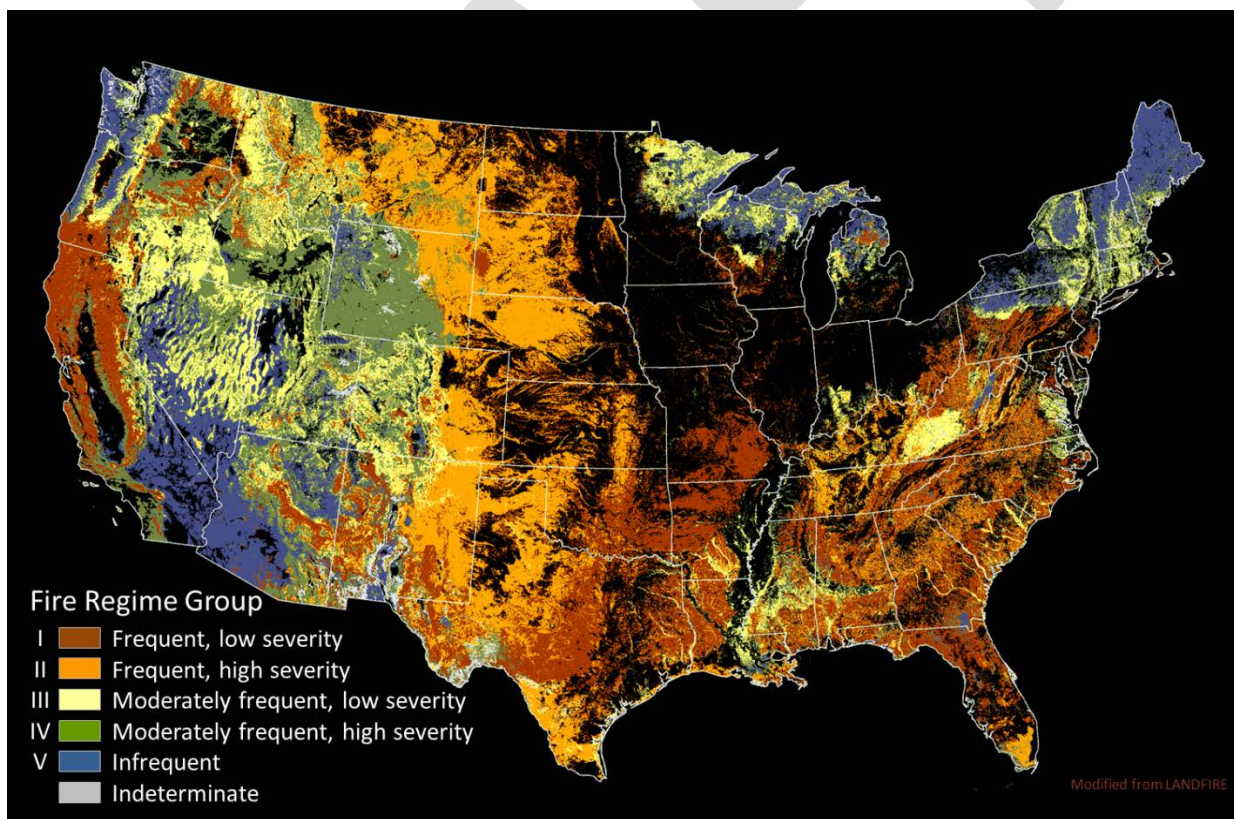 Fire Regime Group
I Frequent, low severity
II Frequent, high severity
III Moderately frequent, low severity
IV Moderately frequent, high severity
V Infrequent
Indeterminate
Modified from LANDFIRE